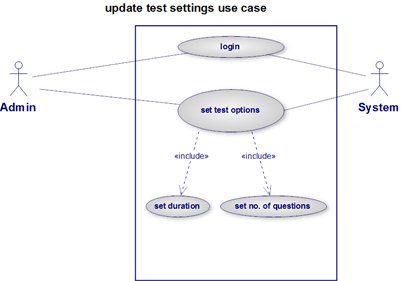 update test settings use case
login
Admin
System
set test options
«include»
«include»
set duration
set no. of questions